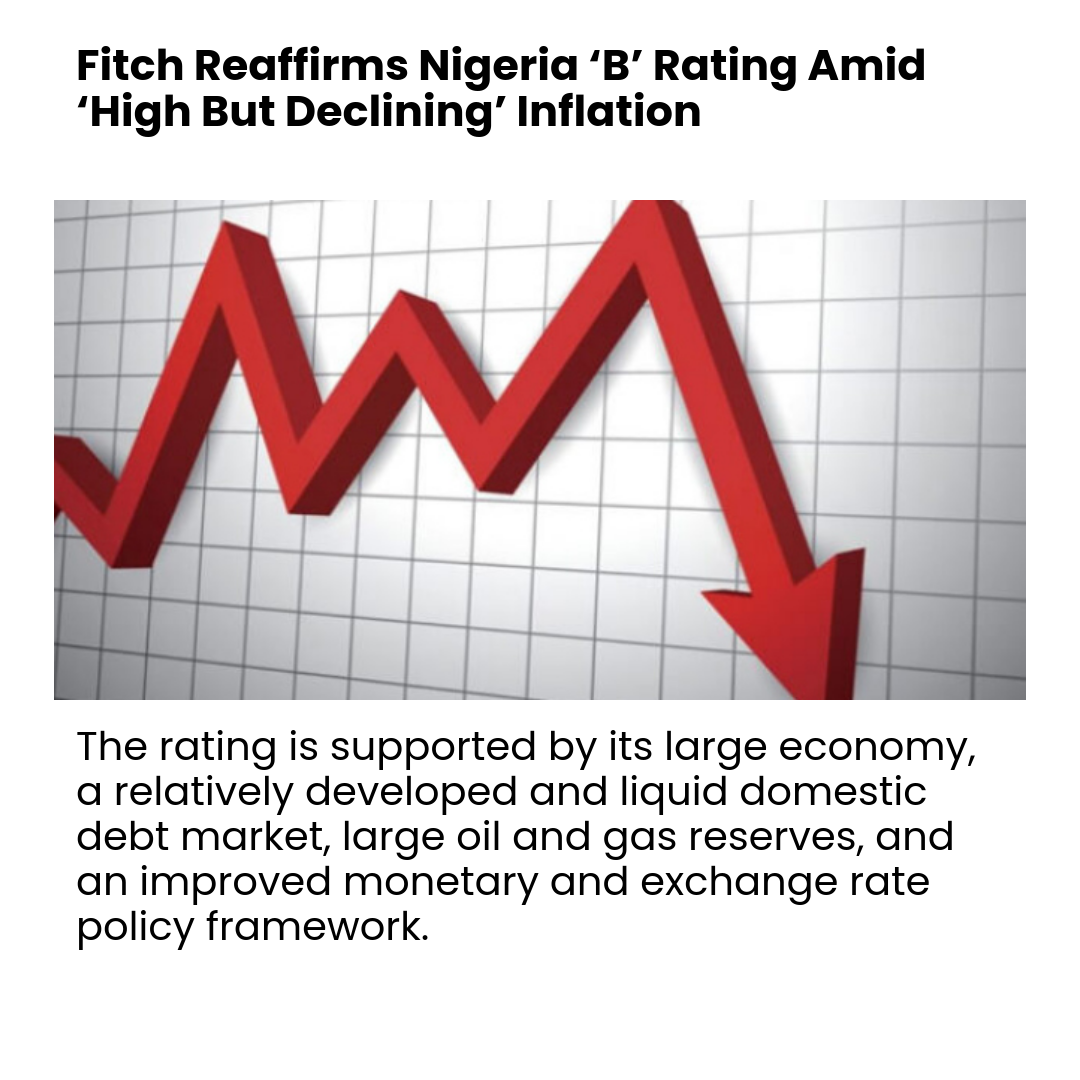 Fitch Reaffirms Nigeria ‘B’ Rating Amid
‘High But Declining’ Inflation
The rating is supported by its large economy,
a relatively developed and liquid domestic
debt market, large oil and gas reserves, and
an improved monetary and exchange rate
policy framework.